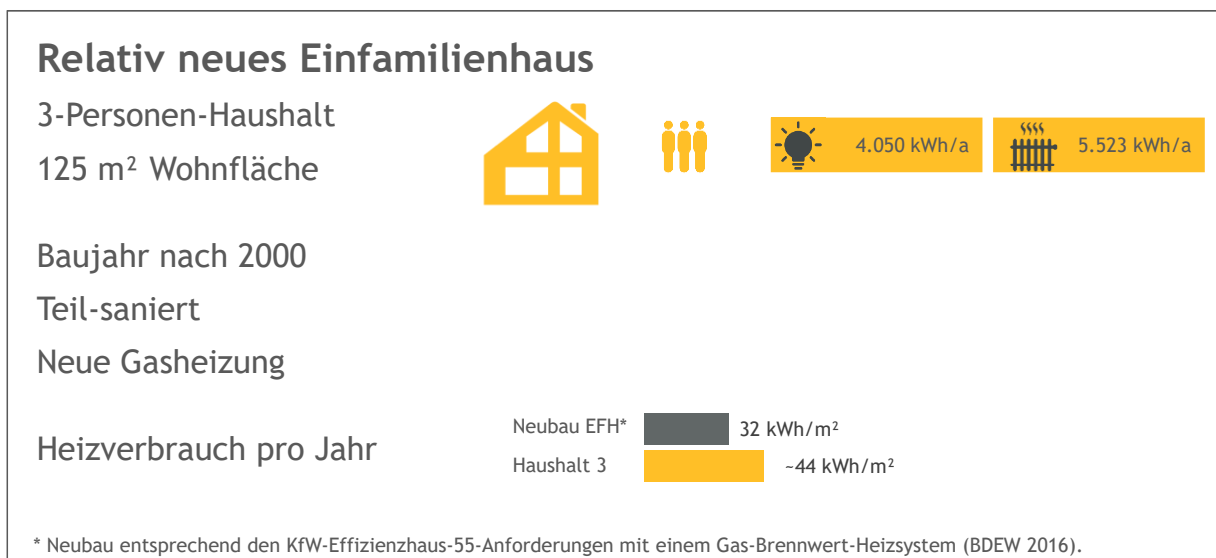 Relativ neues Einfamilienhaus
3-Personen-Haushalt
125 m² Wohnfläche
4.050 kWh/a
5.523 kWh/a
Baujahr nach 2000
Teil-saniert
Neue Gasheizung
Heizverbrauch pro Jahr
Neubau EFH*
32 kWh/m²
Haushalt 3
~44 kWh/m²
* Neubau entsprechend den KfW-Effizienzhaus-55-Anforderungen mit einem Gas-Brennwert-Heizsystem (BDEW 2016).